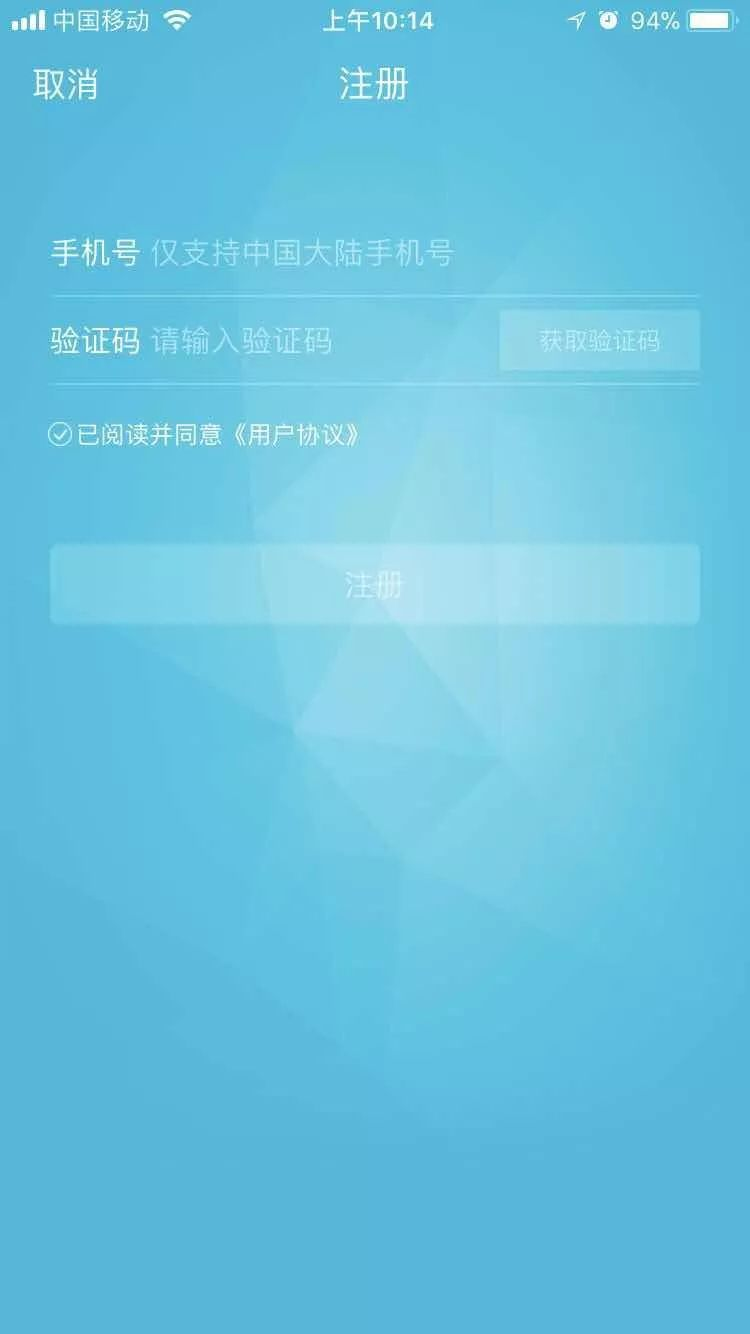 中国移动 上午10:14 94%
取消 注册
手机号 仅支持中国大陆手机号
验证码 请输入验证码 获取验证码
已阅读并同意《用户协议》
注册